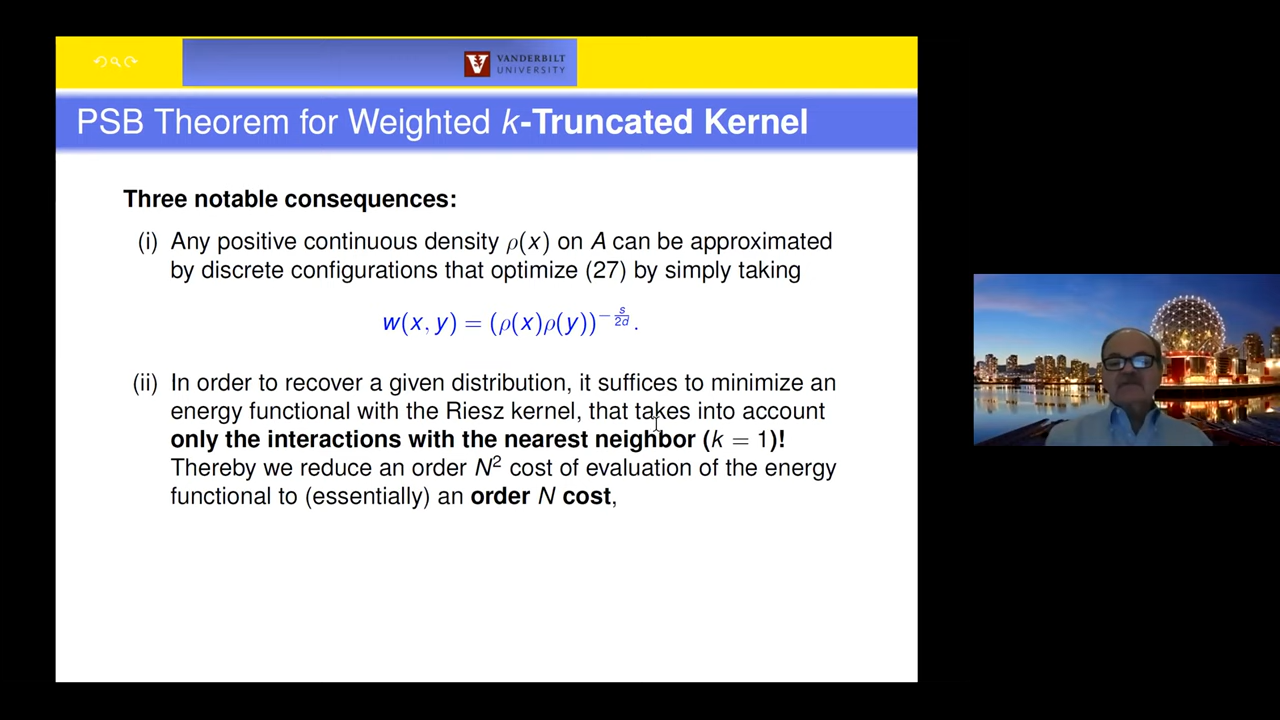 VANDERBILT
UNIVERSITY
PSB Theorem for Weighted k-Truncated Kernel
Three notable consequences:
(i) Any positive continuous density ρ(x) on A can be approximated
by discrete configurations that optimize (27) by simply taking
w(x, y) = (ρ(x)ρ(y))^{-\frac{s}{2d}}.
(ii) In order to recover a given distribution, it suffices to minimize an
energy functional with the Riesz kernel, that takes into account
only the interactions with the nearest neighbor (k = 1)!
Thereby we reduce an order N² cost of evaluation of the energy
functional to (essentially) an order N cost,